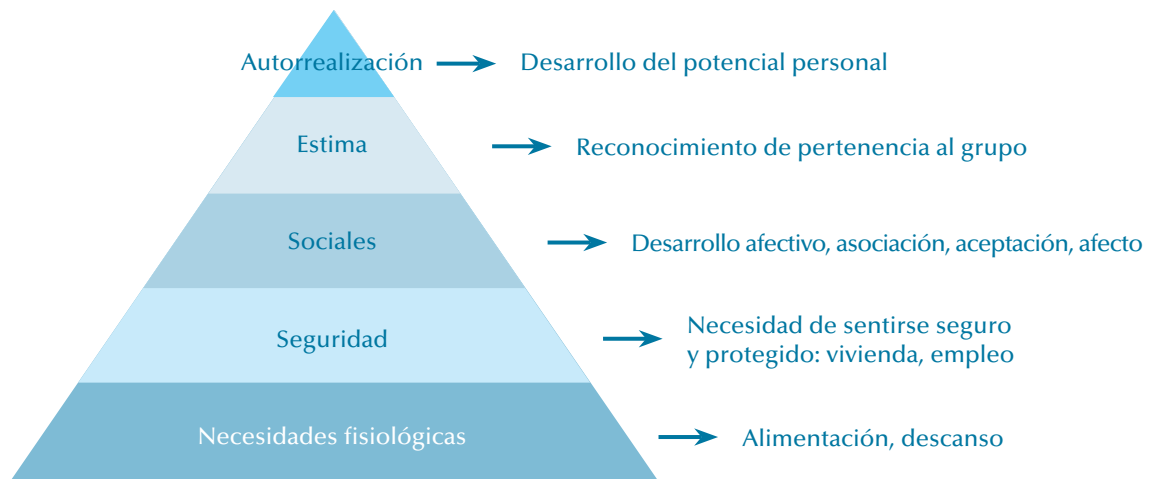 Autorrealización
Desarrollo del potencial personal
Estima
Reconocimiento de pertenencia al grupo
Sociales
Desarrollo afectivo, asociación, aceptación, afecto
Seguridad
Necesidad de sentirse seguro
y protegido: vivienda, empleo
Necesidades fisiológicas
Alimentación, descanso